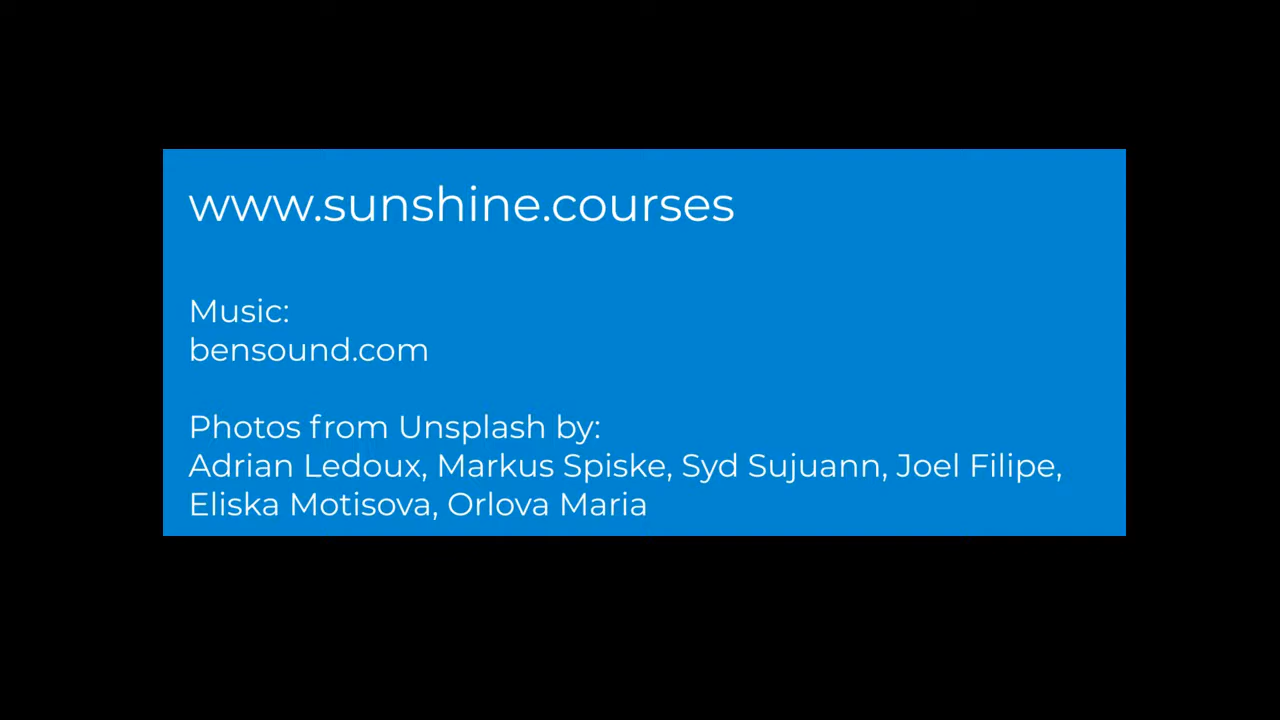 www.sunshine.courses
Music:
bensound.com
Photos from Unsplash by:
Adrian Ledoux, Markus Spiske, Syd Sujuann, Joel Filipe,
Eliska Motisova, Orlova Maria